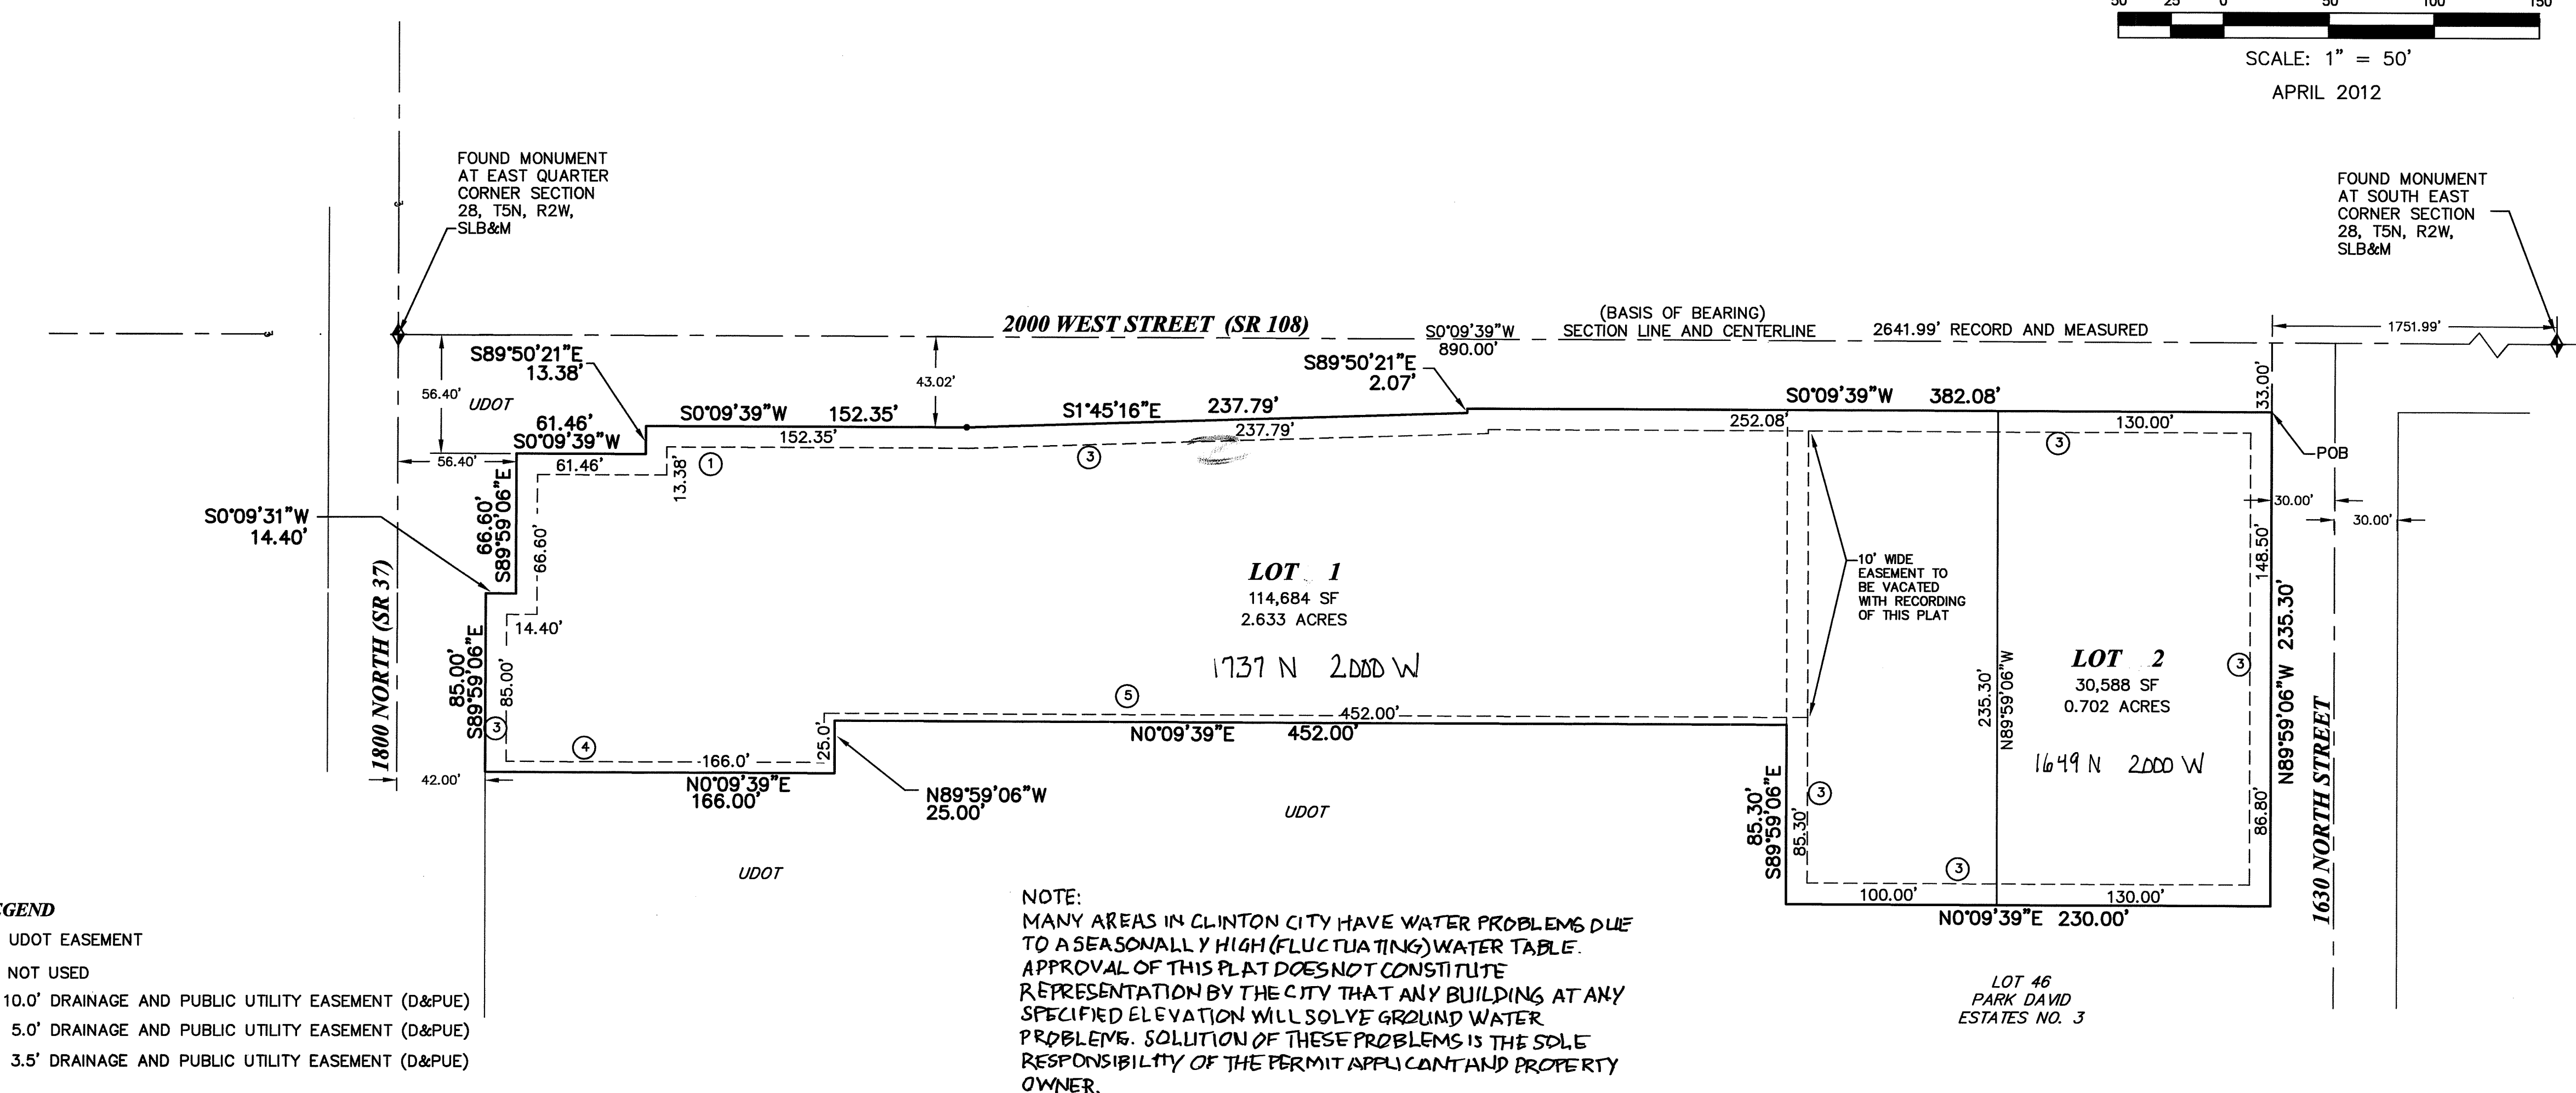 50 25 0 50 100 150
SCALE: 1" = 50'
APRIL 2012
FOUND MONUMENT
AT EAST QUARTER
CORNER SECTION
28, T5N, R2W,
SLB&M
FOUND MONUMENT
AT SOUTH EAST
CORNER SECTION
28, T5N, R2W,
SLB&M
2000 WEST STREET (SR 108)
S0°09'39"W
890.00'
(BASIS OF BEARING)
SECTION LINE AND CENTERLINE
2641.99' RECORD AND MEASURED
1751.99'
S89°50'21"E
13.38'
56.40'
UDOT
61.46'
S0°09'39"W
56.40'
61.46'
13.38'
1
43.02'
S0°09'39"W 152.35'
152.35'
S1°45'16"E 237.79'
237.79'
3
S89°50'21"E
2.07'
S0°09'39"W 382.08'
252.08'
130.00'
3
33.00'
POB
30.00'
30.00'
S0°09'31"W
14.40'
66.60'
S89°59'06"E
66.60'
14.40'
85.00'
S89°59'06"E
85.00'
3
1800 NORTH (SR 37)
42.00'
4
166.0'
25.0'
N0°09'39"E
166.00'
N89°59'06"W
25.00'
LOT 1
114,684 SF
2.633 ACRES
1737 N 2000 W
5
452.00'
N0°09'39"E 452.00'
UDOT
UDOT
10' WIDE
EASEMENT TO
BE VACATED
WITH RECORDING
OF THIS PLAT
235.30'
N89°59'06"W
LOT 2
30,588 SF
0.702 ACRES
1649 N 2000 W
3
148.50'
86.80'
N89°59'06"W 235.30'
1630 NORTH STREET
85.30'
S89°59'06"E
85.30'
3
3
100.00'
130.00'
N0°09'39"E 230.00'
LOT 46
PARK DAVID
ESTATES NO. 3
EGEND
UDOT EASEMENT
NOT USED
10.0' DRAINAGE AND PUBLIC UTILITY EASEMENT (D&PUE)
5.0' DRAINAGE AND PUBLIC UTILITY EASEMENT (D&PUE)
3.5' DRAINAGE AND PUBLIC UTILITY EASEMENT (D&PUE)
NOTE:
MANY AREAS IN CLINTON CITY HAVE WATER PROBLEMS DUE
TO A SEASONALLY HIGH (FLUCTUATING) WATER TABLE.
APPROVAL OF THIS PLAT DOES NOT CONSTITUTE
REPRESENTATION BY THE CITY THAT ANY BUILDING AT ANY
SPECIFIED ELEVATION WILL SOLVE GROUND WATER
PROBLEMS. SOLUTION OF THESE PROBLEMS IS THE SOLE
RESPONSIBILITY OF THE PERMIT APPLICANT AND PROPERTY
OWNER.